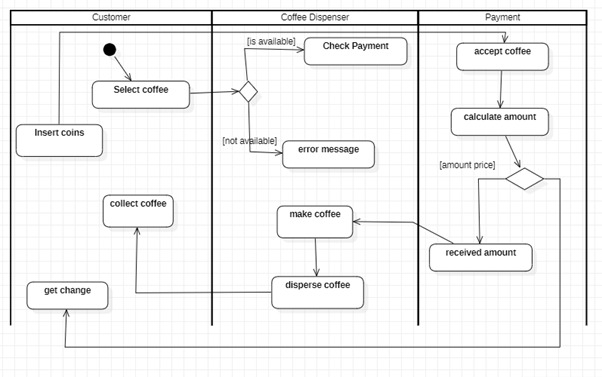 Customer
Coffee Dispenser
Payment
[is available]
Check Payment
accept coffee
Select coffee
calculate amount
Insert coins
[not available]
error message
[amount price]
collect coffee
make coffee
received amount
get change
disperse coffee